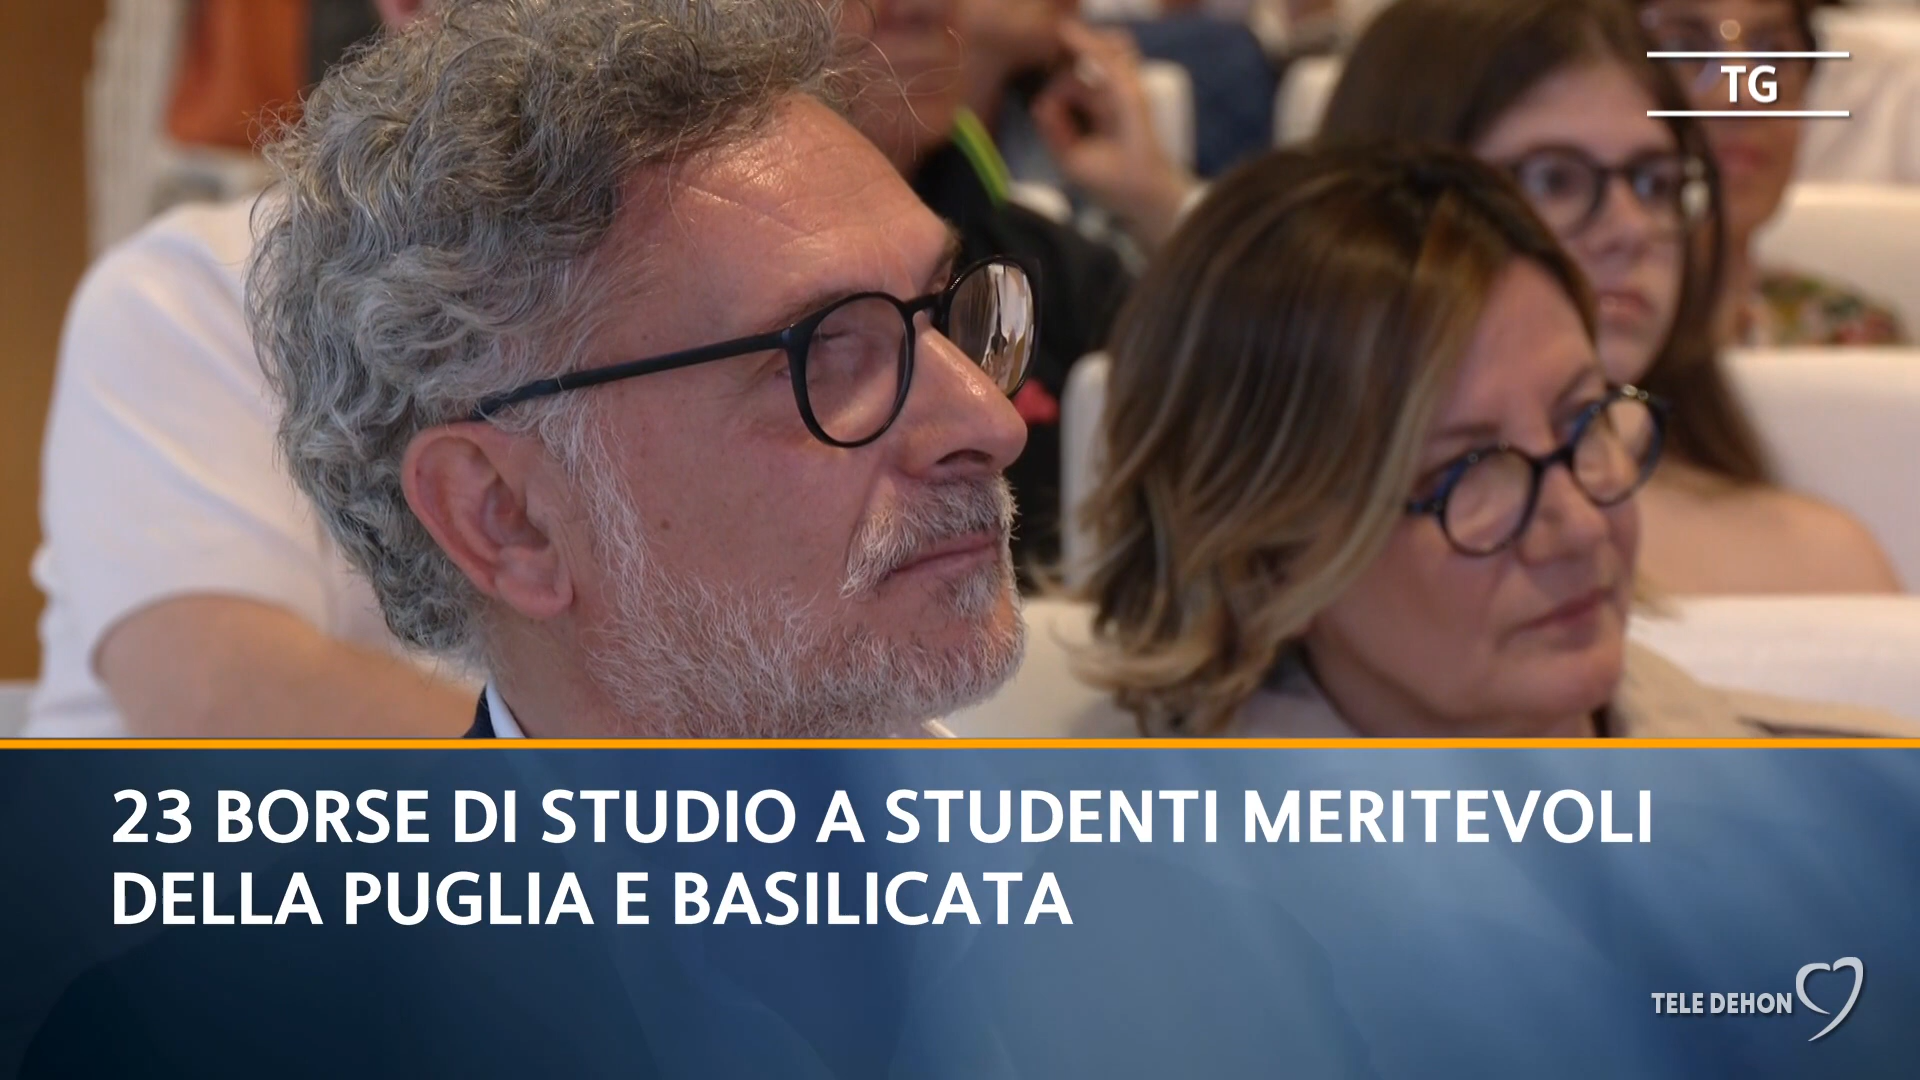 TG
23 BORSE DI STUDIO A STUDENTI MERITEVOLI
DELLA PUGLIA E BASILICATA
TELE DEHON